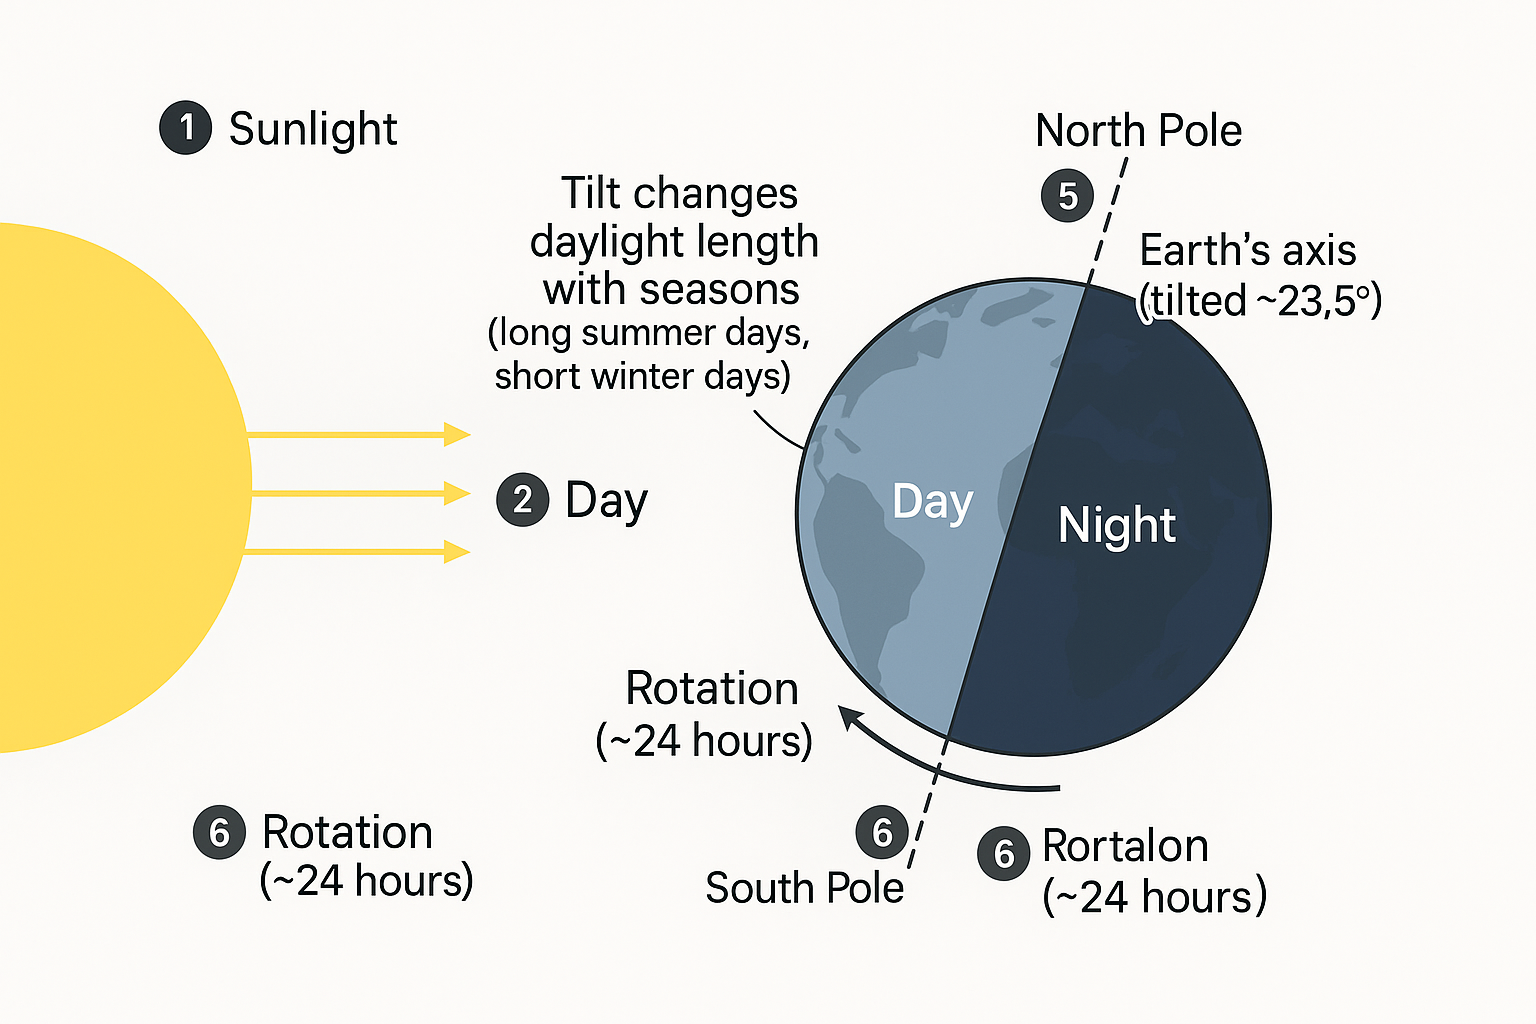 1 Sunlight
North Pole
5
Tilt changes
daylight length
with seasons
(long summer days,
short winter days)
Earth's axis
(tilted ~23,5°)
2 Day
Day
Night
Rotation
(~24 hours)
6 Rotation
(~24 hours)
6
South Pole
6 Rortalon
(~24 hours)